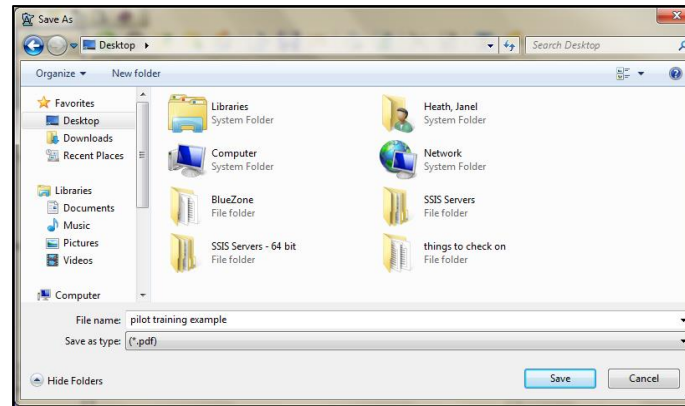 Save As
Desktop
Search Desktop
Organize
New folder
Favorites
Desktop
Downloads
Recent Places
Libraries
Documents
Music
Pictures
Videos
Computer
Libraries
System Folder
Heath, Janel
System Folder
Computer
System Folder
Network
System Folder
BlueZone
File folder
SSIS Servers
File folder
SSIS Servers - 64 bit
File folder
things to check on
File folder
File name: pilot training example
Save as type: (*.pdf)
Hide Folders
Save
Cancel